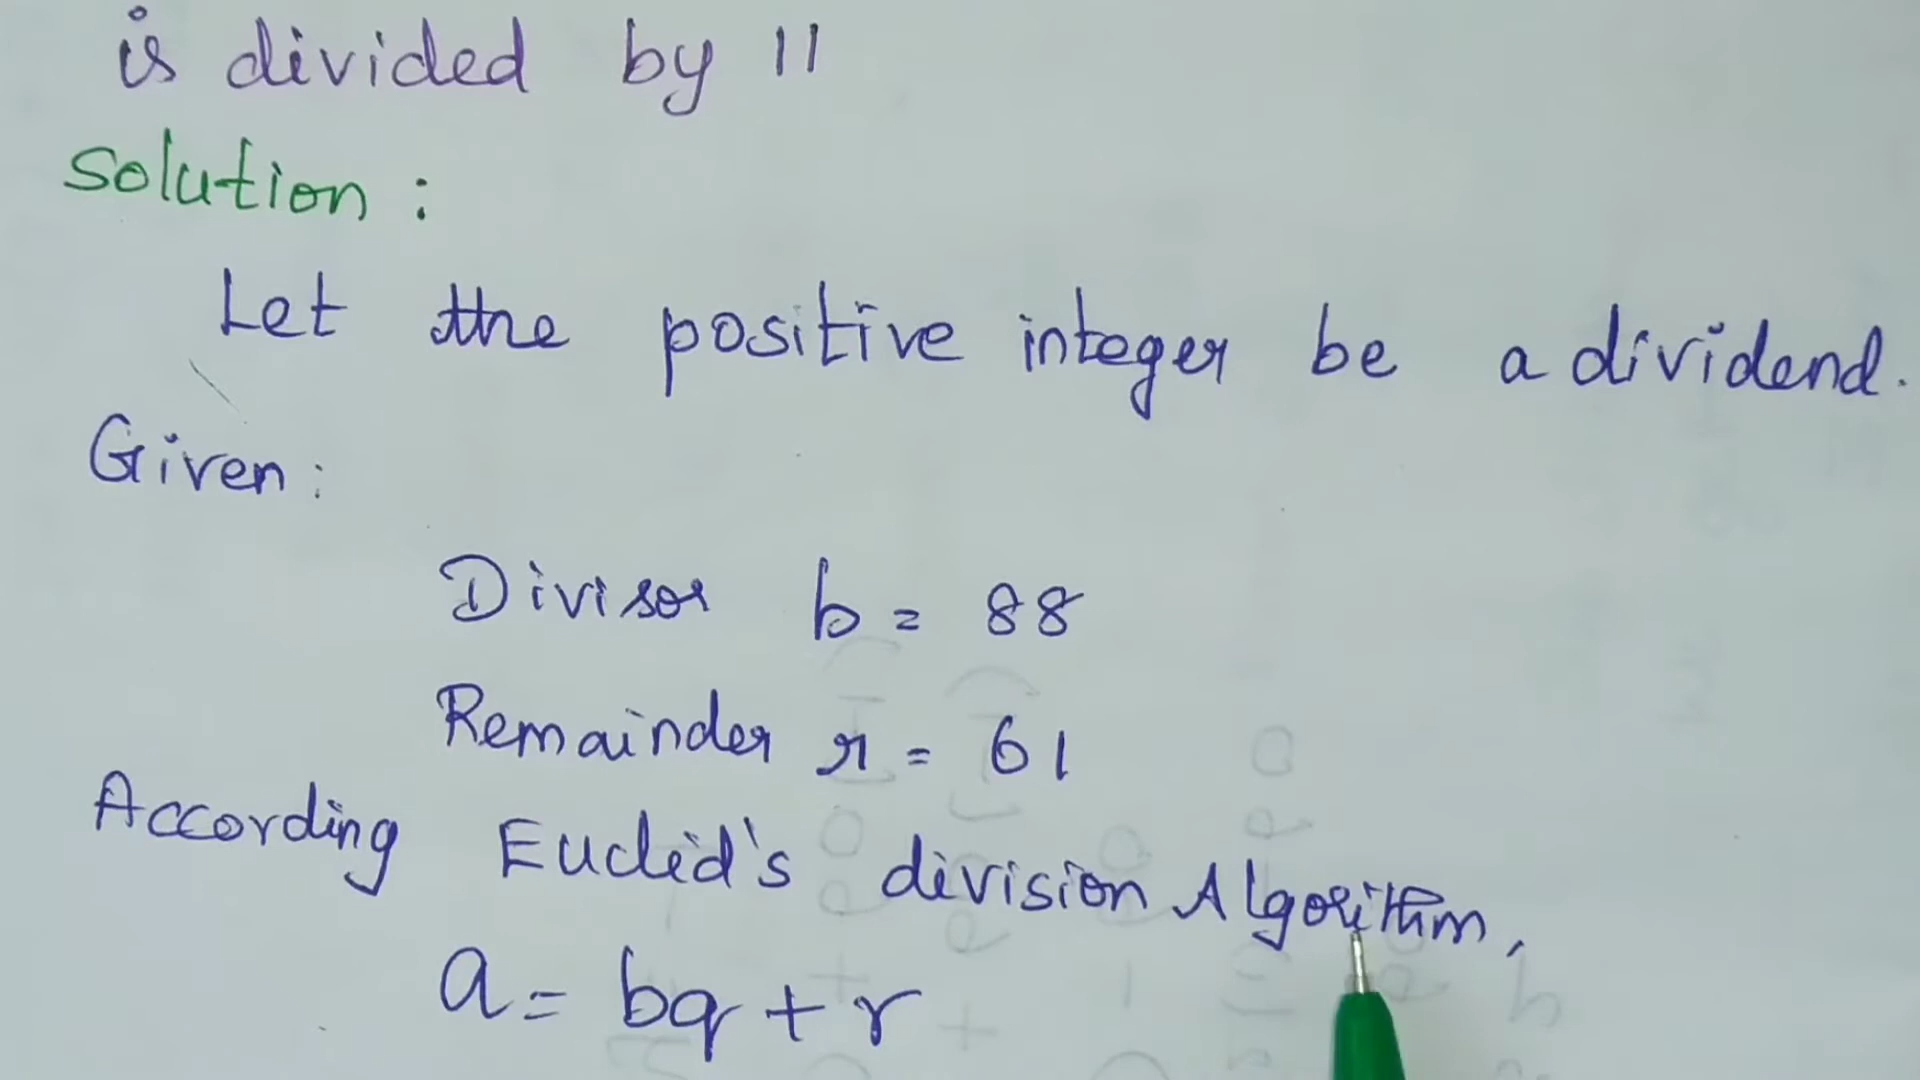 is divided by 11
Solution :
Let the positive integer be a dividend.
Given :
Divisor b = 88
Remainder r = 61
According Euclid's division Algorithm,
a = bq + r